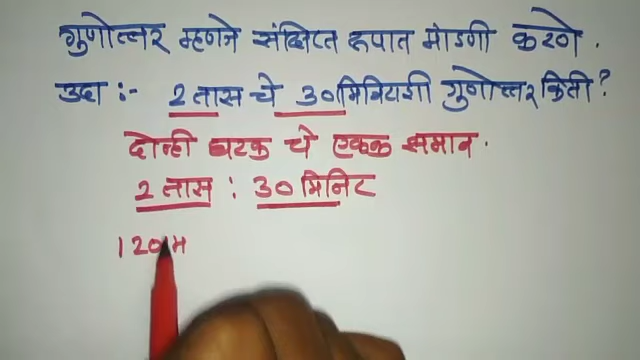 गुणोत्तर म्हणजे संक्षिप्त रूपात मांडणी करणे.
उदा :- 2 तास चे 30 मिनिटाशी गुणोत्तर किती?
दोन्ही घटक चे एकक समान.
2 तास : 30 मिनिट
120 म